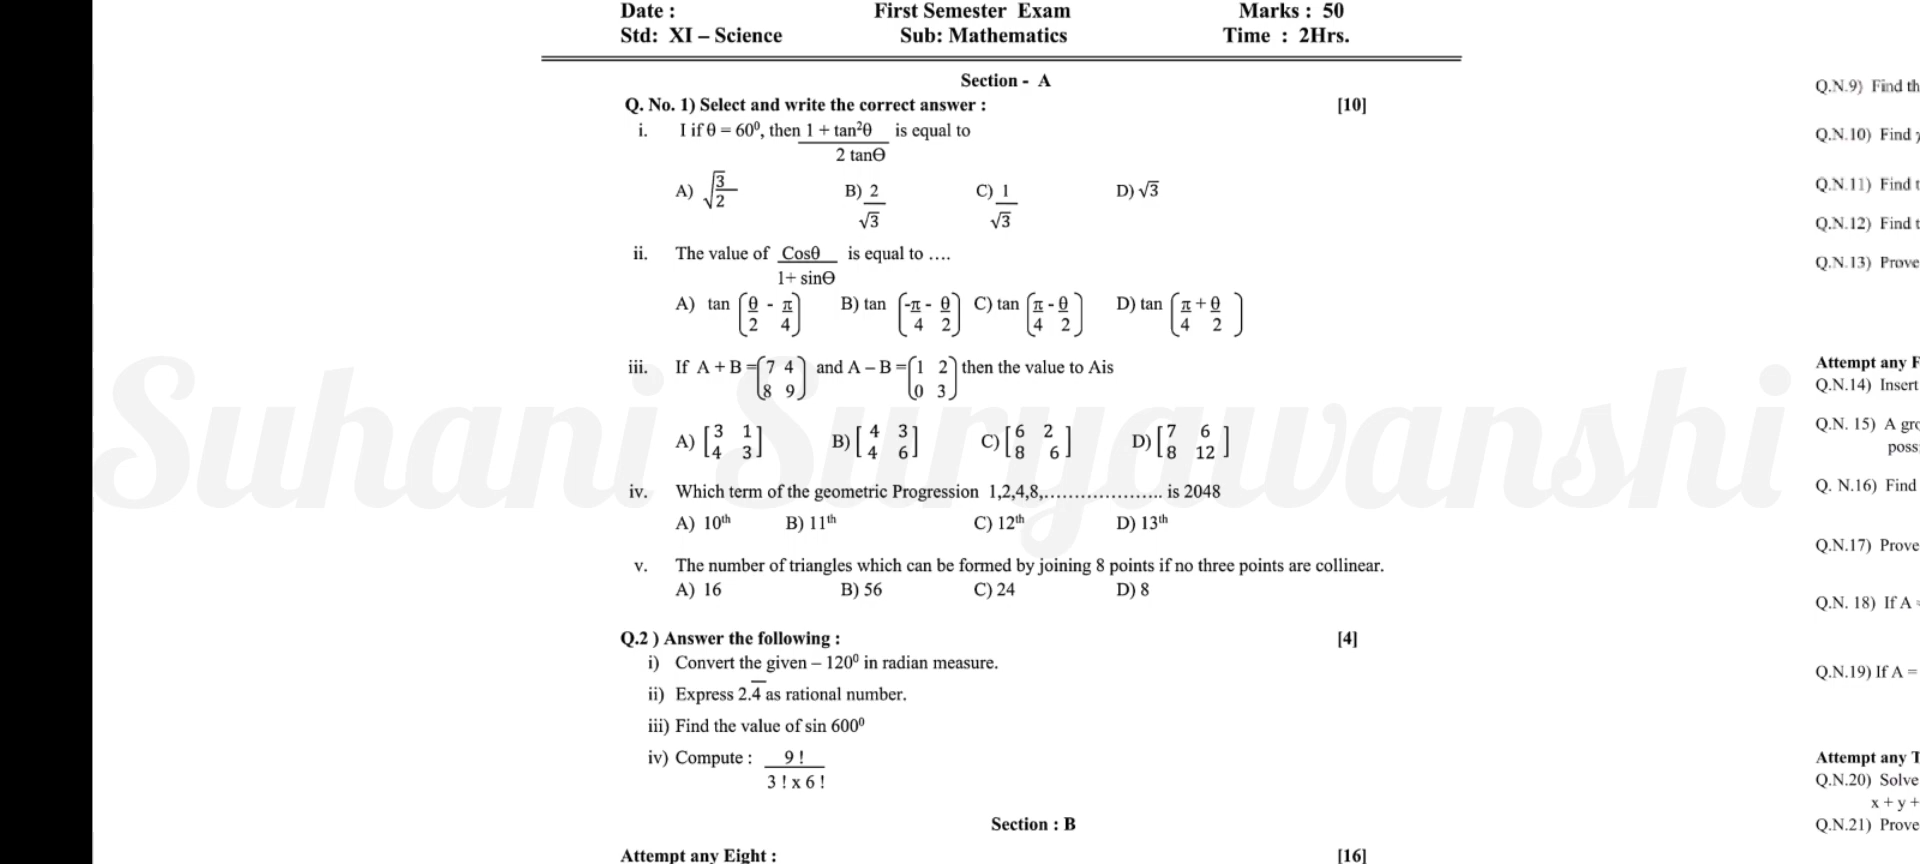 Date : First Semester Exam Marks : 50
Std: XI – Science Sub: Mathematics Time : 2Hrs.
Section - A
Q. No. 1) Select and write the correct answer : [10]
i. I if θ = 60⁰, then 1 + tan²θ is equal to
2 tanΘ
A) √3/2 B) 2/√3 C) 1/√3 D) √3
ii. The value of Cosθ is equal to ….
1+ sinΘ
A) tan (θ/2 - π/4) B) tan (-π/4 - θ/2) C) tan (π/4 - θ/2) D) tan (π/4 + θ/2)
iii. If A + B = (7 4 and A – B = (1 2 then the value to Ais
8 9) 0 3)
A) [3 1 B) [4 3 C) [6 2 D) [7 6
4 3] 4 6] 8 6] 8 12]
iv. Which term of the geometric Progression 1,2,4,8,……………….. is 2048
A) 10th B) 11th C) 12th D) 13th
v. The number of triangles which can be formed by joining 8 points if no three points are collinear.
A) 16 B) 56 C) 24 D) 8
Q.2 ) Answer the following : [4]
i) Convert the given – 120⁰ in radian measure.
ii) Express 2.4̅ as rational number.
iii) Find the value of sin 600⁰
iv) Compute : 9 !
3 ! x 6 !
Section : B
Attempt any Eight : [16]
Q.N.9) Find th
Q.N.10) Find
Q.N.11) Find t
Q.N.12) Find t
Q.N.13) Prove
Attempt any F
Q.N.14) Insert
Q.N. 15) A gro
poss
Q. N.16) Find
Q.N.17) Prove
Q.N. 18) If A =
Q.N.19) If A =
Attempt any T
Q.N.20) Solve
x + y +
Q.N.21) Prove
Suhani Suryawanshi